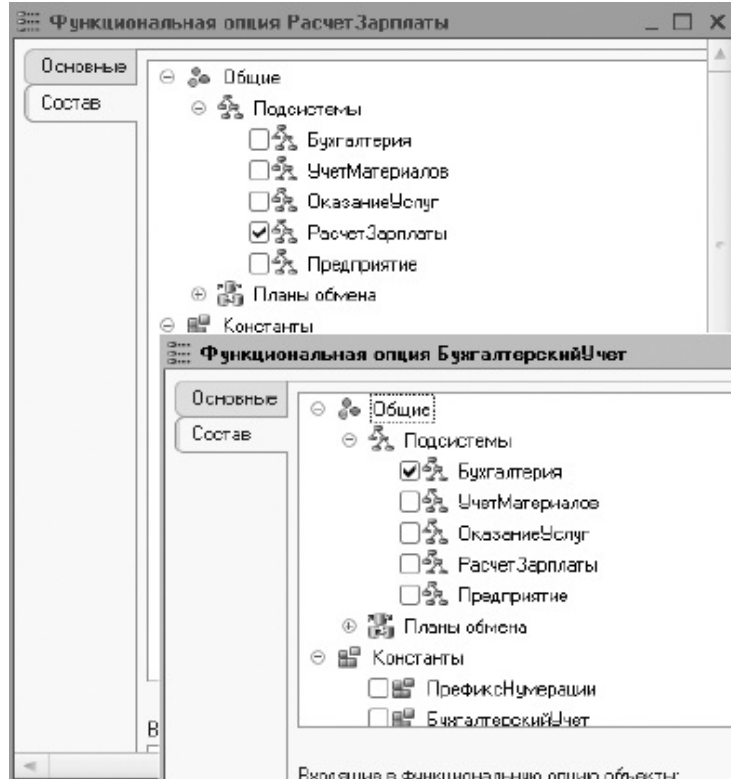 Функциональная опция РасчетЗарплаты
Основные
Состав
Общие
Подсистемы
Бухгалтерия
УчетМатериалов
ОказаниеУслуг
РасчетЗарплаты
Предприятие
Планы обмена
Константы
Функциональная опция БухгалтерскийУчет
Основные
Состав
Общие
Подсистемы
Бухгалтерия
УчетМатериалов
ОказаниеУслуг
РасчетЗарплаты
Предприятие
Планы обмена
Константы
ПрефиксНумерации
БухгалтерскийУчет
В
Входящие в функциональную опцию объекты: